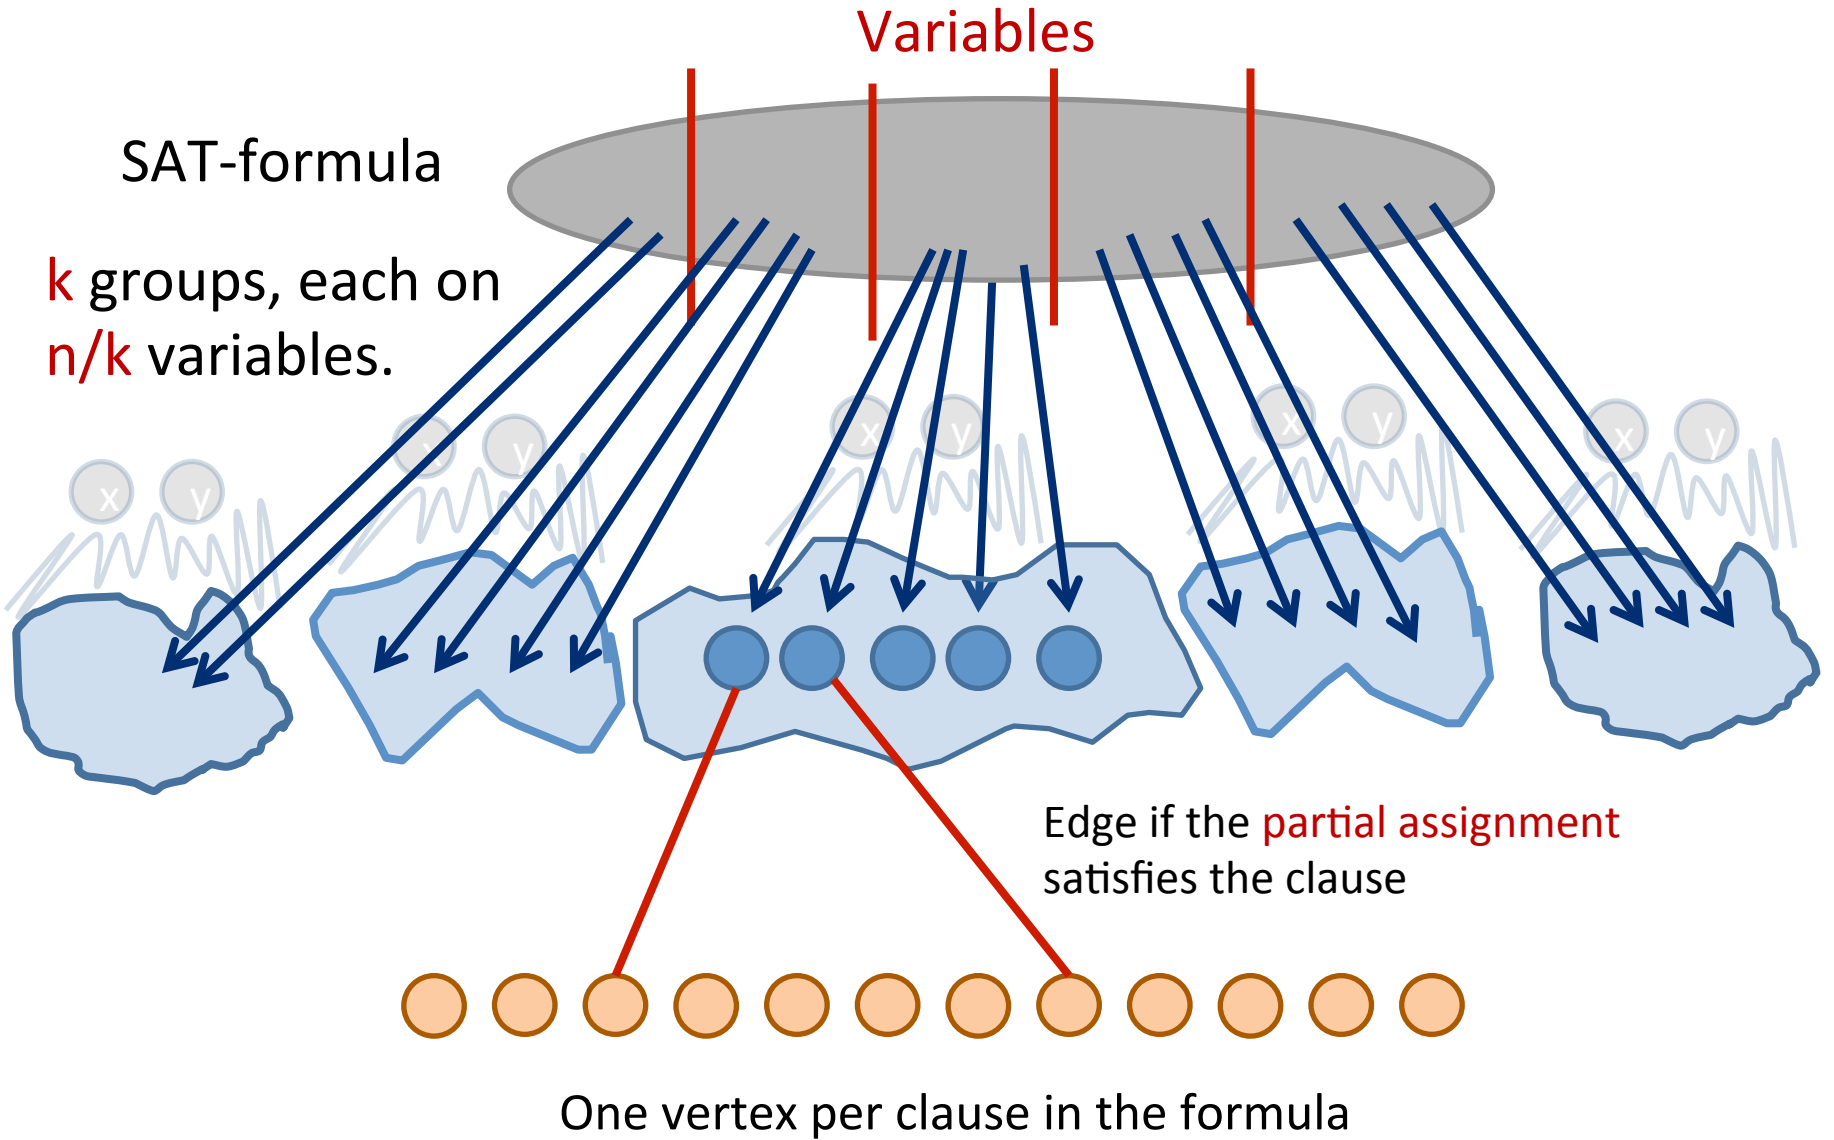 Variables
SAT-formula
k groups, each on
n/k variables.
x y
x y
x y
x y
x y
Edge if the partial assignment
satisfies the clause
One vertex per clause in the formula